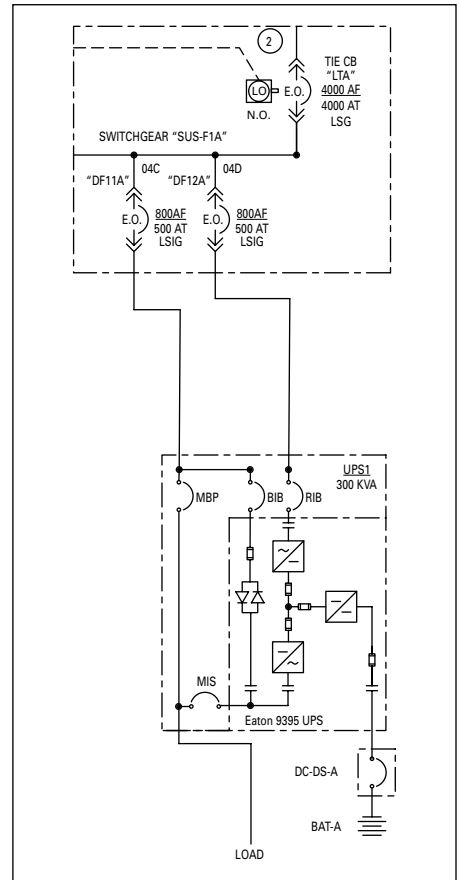 2
TIE CB
"LTA"
LO E.O. 4000 AF
4000 AT
N.O.
LSG
SWITCHGEAR "SUS-F1A"
04C 04D
"DF11A" "DF12A"
E.O. 800AF E.O. 800AF
500 AT 500 AT
LSIG LSIG
UPS1
300 KVA
MBP BIB RIB
MIS
Eaton 9395 UPS
DC-DS-A
BAT-A
LOAD